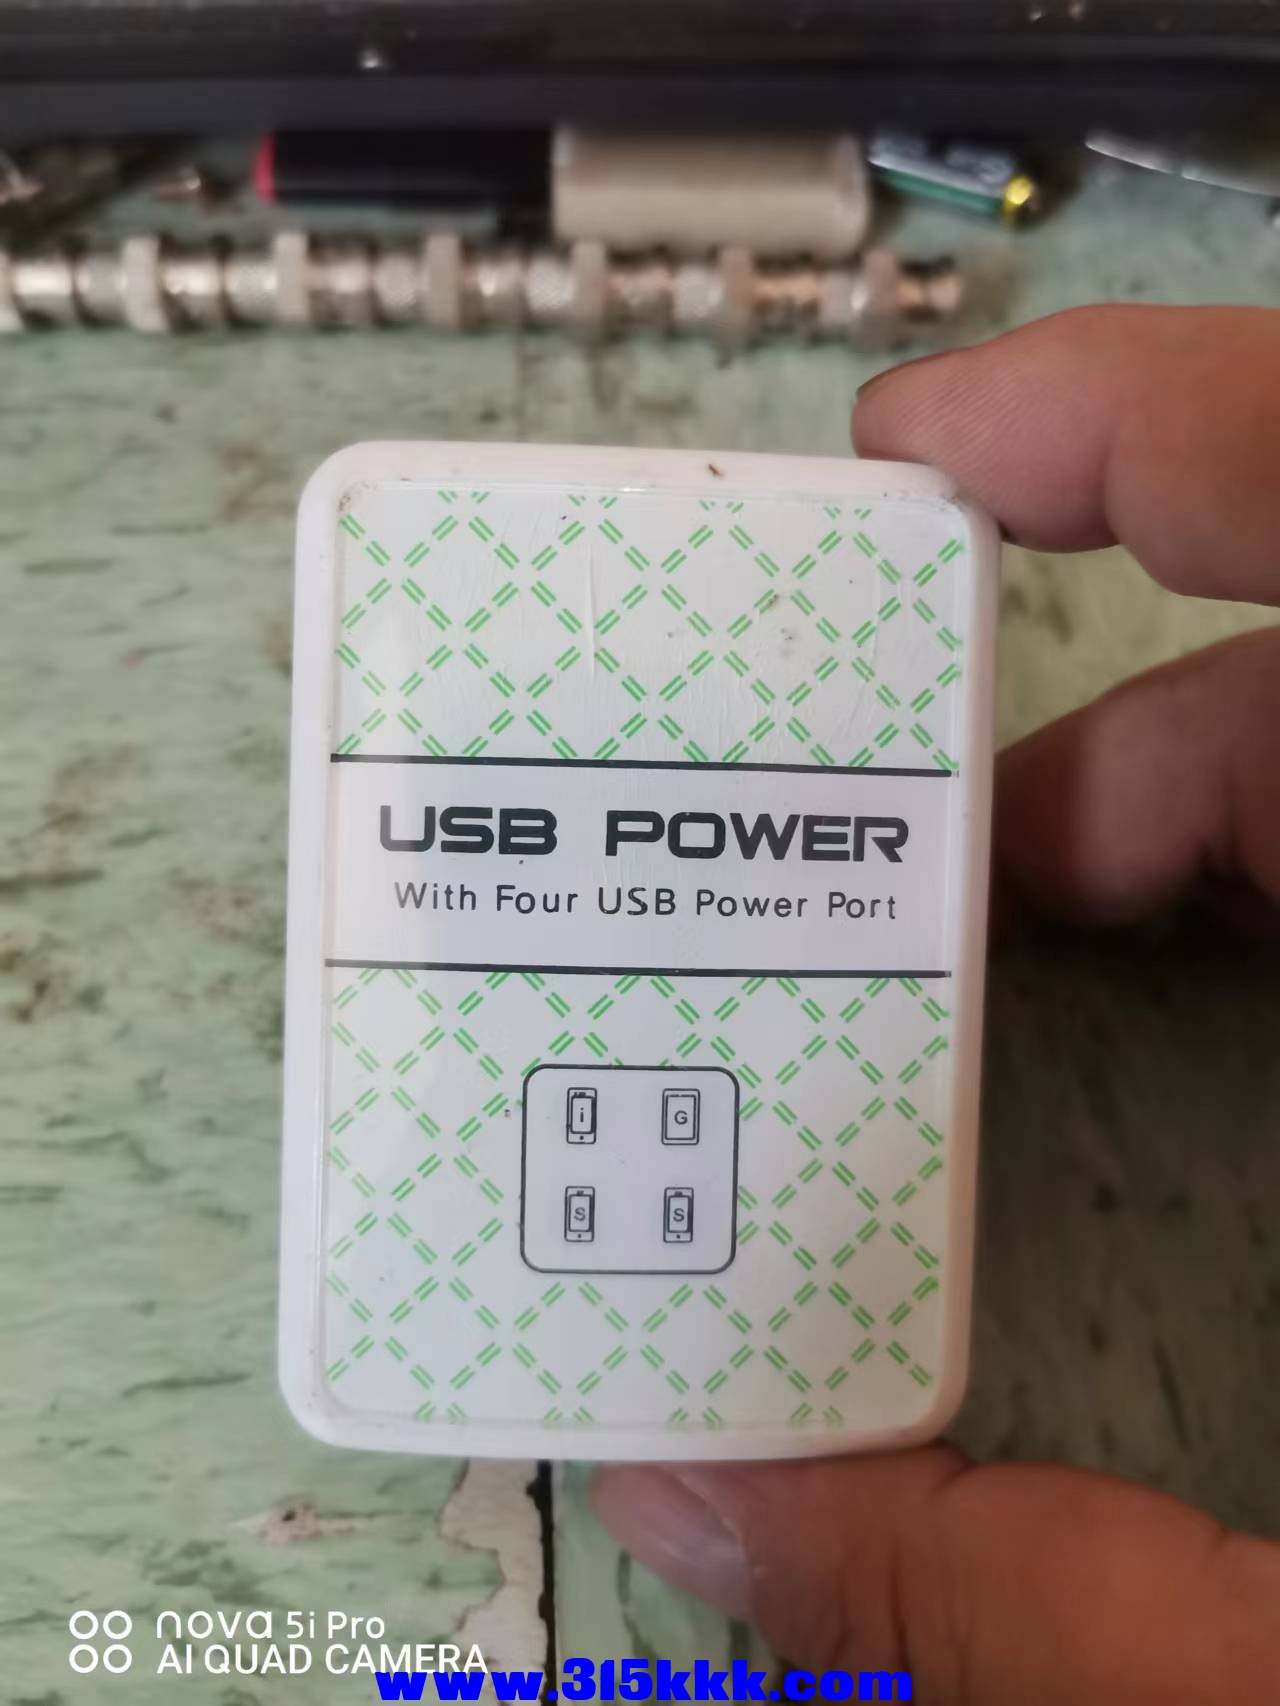 USB POWER
With Four USB Power Port
i G
S S
nova 5i Pro
AI QUAD CAMERA
www.315kkk.com